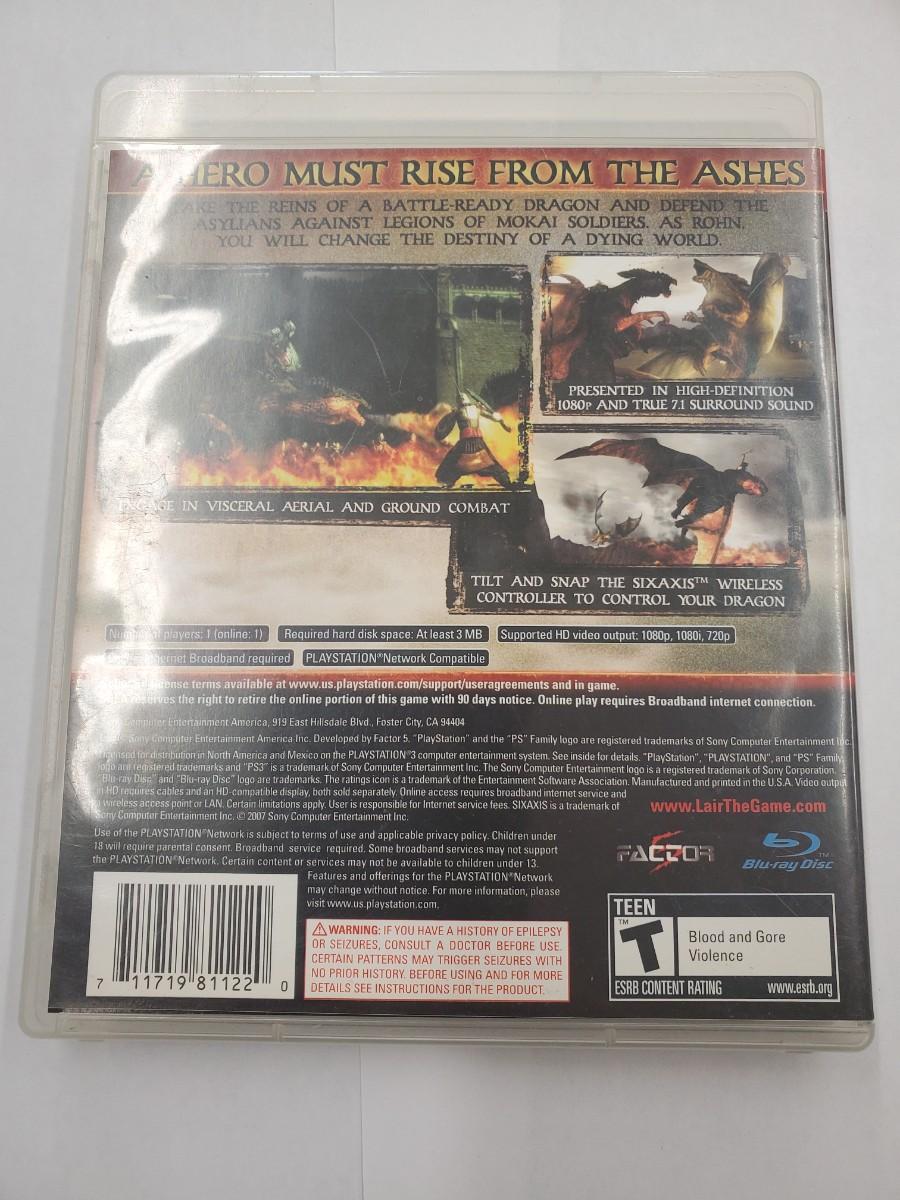 A HERO MUST RISE FROM THE ASHES
TAKE THE REINS OF A BATTLE-READY DRAGON AND DEFEND THE
ASYLIANS AGAINST LEGIONS OF MOKAI SOLDIERS. AS ROHN,
YOU WILL CHANGE THE DESTINY OF A DYING WORLD.
PRESENTED IN HIGH-DEFINITION
1080P AND TRUE 7.1 SURROUND SOUND
ENGAGE IN VISCERAL AERIAL AND GROUND COMBAT
TILT AND SNAP THE SIXAXIS™ WIRELESS
CONTROLLER TO CONTROL YOUR DRAGON
Number of players: 1 (online: 1)
Required hard disk space: At least 3 MB
Supported HD video output: 1080p, 1080i, 720p
Internet Broadband required
PLAYSTATION®Network Compatible
license terms available at www.us.playstation.com/support/useragreements and in game.
reserves the right to retire the online portion of this game with 90 days notice. Online play requires Broadband internet connection.
Computer Entertainment America, 919 East Hillsdale Blvd., Foster City, CA 94404
Sony Computer Entertainment America Inc. Developed by Factor 5. "PlayStation" and the "PS" Family logo are registered trademarks of Sony Computer Entertainment Inc.
Licensed for distribution in North America and Mexico on the PLAYSTATION®3 computer entertainment system. See inside for details. "PlayStation", "PLAYSTATION", and "PS" Family
logo are registered trademarks and "PS3" is a trademark of Sony Computer Entertainment Inc. The Sony Computer Entertainment logo is a registered trademark of Sony Corporation.
"Blu-ray Disc" and "Blu-ray Disc" logo are trademarks. The ratings icon is a trademark of the Entertainment Software Association. Manufactured and printed in the U.S.A. Video output
in HD requires cables and an HD-compatible display, both sold separately. Online access requires broadband internet service and
a wireless access point or LAN. Certain limitations apply. User is responsible for Internet service fees. SIXAXIS is a trademark of
Sony Computer Entertainment Inc. © 2007 Sony Computer Entertainment Inc.
www.LairTheGame.com
Use of the PLAYSTATION®Network is subject to terms of use and applicable privacy policy. Children under
18 will require parental consent. Broadband service required. Some broadband services may not support
the PLAYSTATION®Network. Certain content or services may not be available to children under 13.
Features and offerings for the PLAYSTATION®Network
may change without notice. For more information, please
visit www.us.playstation.com.
FACTOR 5
Blu-ray Disc™
⚠WARNING: IF YOU HAVE A HISTORY OF EPILEPSY
OR SEIZURES, CONSULT A DOCTOR BEFORE USE.
CERTAIN PATTERNS MAY TRIGGER SEIZURES WITH
NO PRIOR HISTORY. BEFORE USING AND FOR MORE
DETAILS SEE INSTRUCTIONS FOR THE PRODUCT.
TEEN
T™
Blood and Gore
Violence
ESRB CONTENT RATING www.esrb.org
7 11719 81122 0